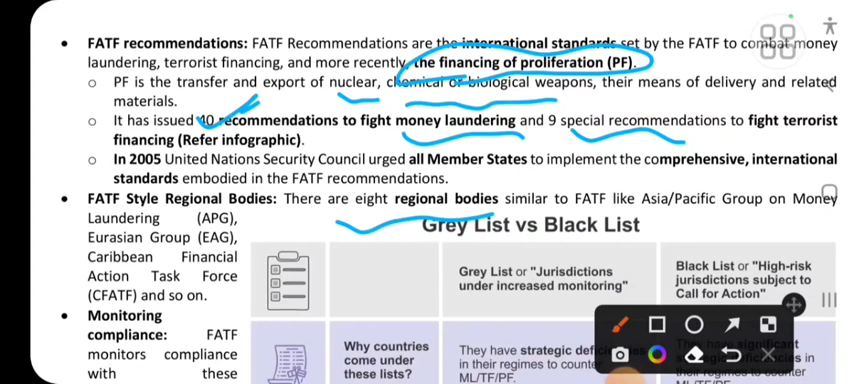 • FATF recommendations: FATF Recommendations are the international standards set by the FATF to combat money
laundering, terrorist financing, and more recently, the financing of proliferation (PF).
o PF is the transfer and export of nuclear, chemical or biological weapons, their means of delivery and related
materials.
o It has issued 40 recommendations to fight money laundering and 9 special recommendations to fight terrorist
financing (Refer infographic).
o In 2005 United Nations Security Council urged all Member States to implement the comprehensive, international
standards embodied in the FATF recommendations.
• FATF Style Regional Bodies: There are eight regional bodies similar to FATF like Asia/Pacific Group on Money
Laundering (APG),
Eurasian Group (EAG),
Caribbean Financial
Action Task Force
(CFATF) and so on.
• Monitoring
compliance: FATF
monitors compliance
with these
Grey List vs Black List
Grey List or "Jurisdictions
under increased monitoring"
Black List or "High-risk
jurisdictions subject to
Call for Action"
Why countries
come under
these lists?
They have strategic
in their regimes to counter
ML/TF/PF.
in